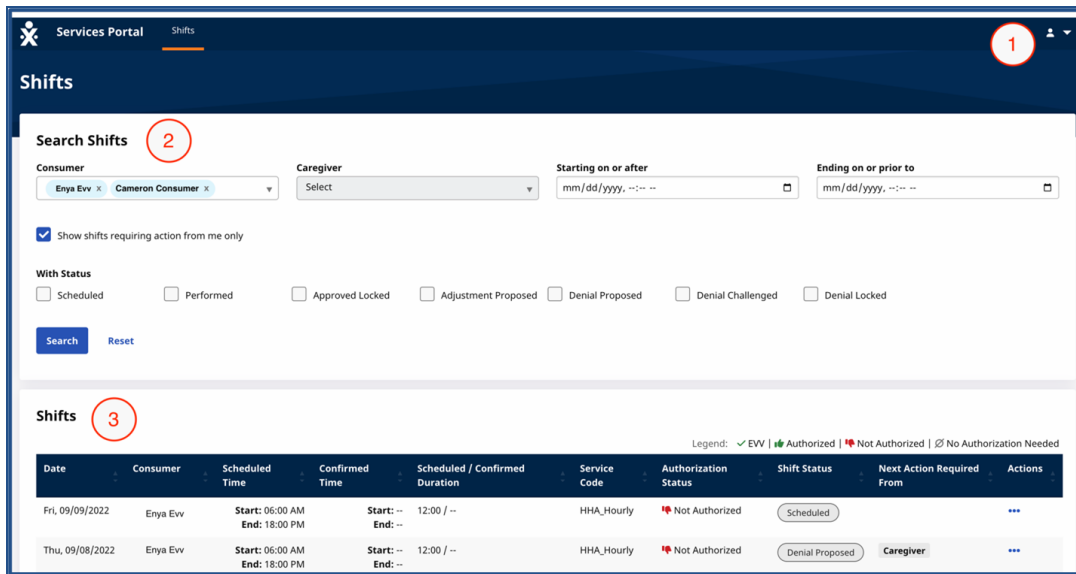 Services Portal Shifts
1
Shifts
Search Shifts 2
Consumer Caregiver Starting on or after Ending on or prior to
Enya Evv x Cameron Consumer x Select mm/dd/yyyy, --:-- -- mm/dd/yyyy, --:-- --
Show shifts requiring action from me only
With Status
Scheduled Performed Approved Locked Adjustment Proposed Denial Proposed Denial Challenged Denial Locked
Search Reset
Shifts 3
Legend: EVV | Authorized | Not Authorized | No Authorization Needed
Date Consumer Scheduled Time Confirmed Time Scheduled / Confirmed Duration Service Code Authorization Status Shift Status Next Action Required From Actions
Fri, 09/09/2022 Enya Evv Start: 06:00 AM Start: -- 12:00 / -- HHA_Hourly Not Authorized Scheduled
End: 18:00 PM End: --
Thu, 09/08/2022 Enya Evv Start: 06:00 AM Start: -- 12:00 / -- HHA_Hourly Not Authorized Denial Proposed Caregiver
End: 18:00 PM End: --